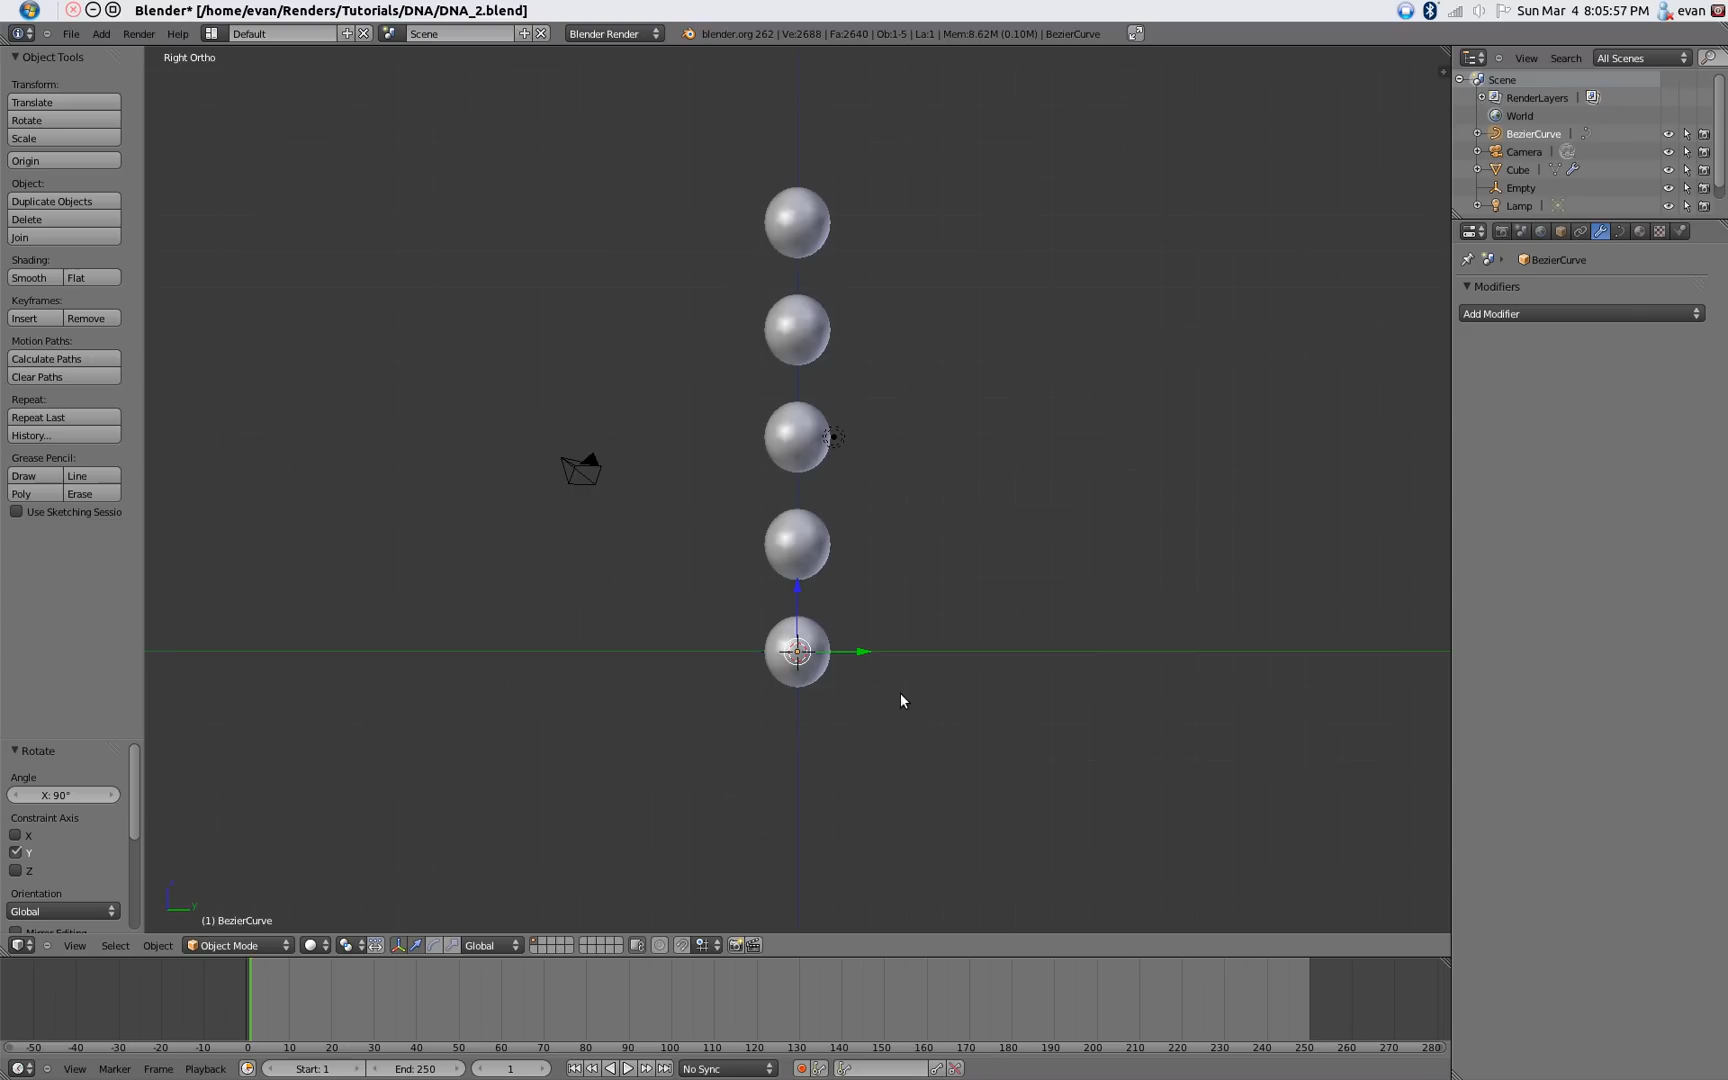 Blender* [/home/evan/Renders/Tutorials/DNA/DNA_2.blend]
Sun Mar 4 8:05:57 PM evan
File Add Render Help Default Scene Blender Render blender.org 262 | Ve:2688 | Fa:2640 | Ob:1-5 | La:1 | Mem:8.62M (0.10M) | BezierCurve
Object Tools
Transform:
Translate
Rotate
Scale
Origin
Object:
Duplicate Objects
Delete
Join
Shading:
Smooth Flat
Keyframes:
Insert Remove
Motion Paths:
Calculate Paths
Clear Paths
Repeat:
Repeat Last
History...
Grease Pencil:
Draw Line
Poly Erase
Use Sketching Sessio
Rotate
Angle
X: 90°
Constraint Axis
X
Y
Z
Orientation
Global
Right Ortho
Y
(1) BezierCurve
View Select Object Object Mode Global
View Search All Scenes
Scene
RenderLayers |
World
BezierCurve |
Camera |
Cube |
Empty
Lamp |
BezierCurve
Modifiers
Add Modifier
-50 -40 -30 -20 -10 0 10 20 30 40 50 60 70 80 90 100 110 120 130 140 150 160 170 180 190 200 210 220 230 240 250 260 270 280
View Marker Frame Playback Start: 1 End: 250 1 No Sync